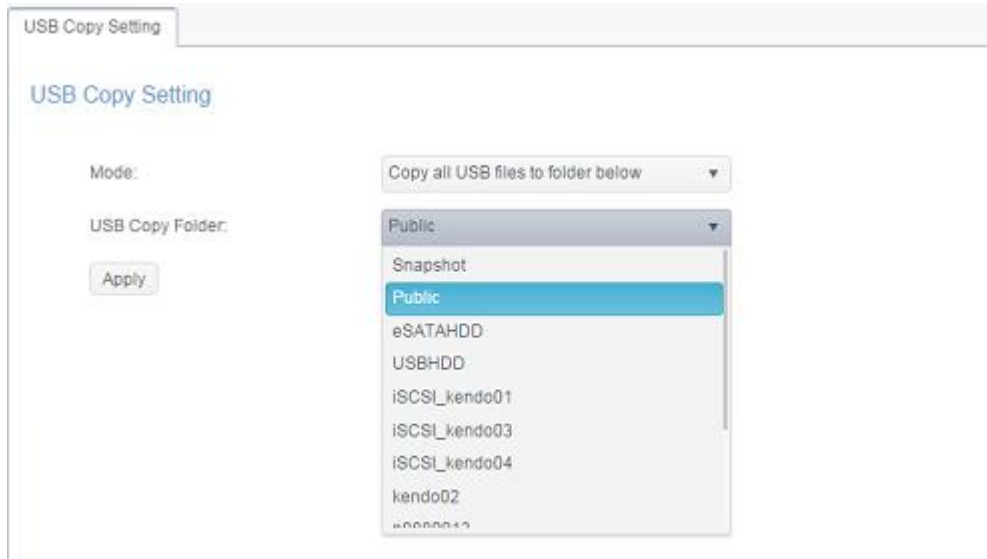 USB Copy Setting
USB Copy Setting
Mode:
Copy all USB files to folder below
USB Copy Folder:
Public
Apply
Snapshot
Public
eSATAHDD
USBHDD
iSCSI_kendo01
iSCSI_kendo03
iSCSI_kendo04
kendo02